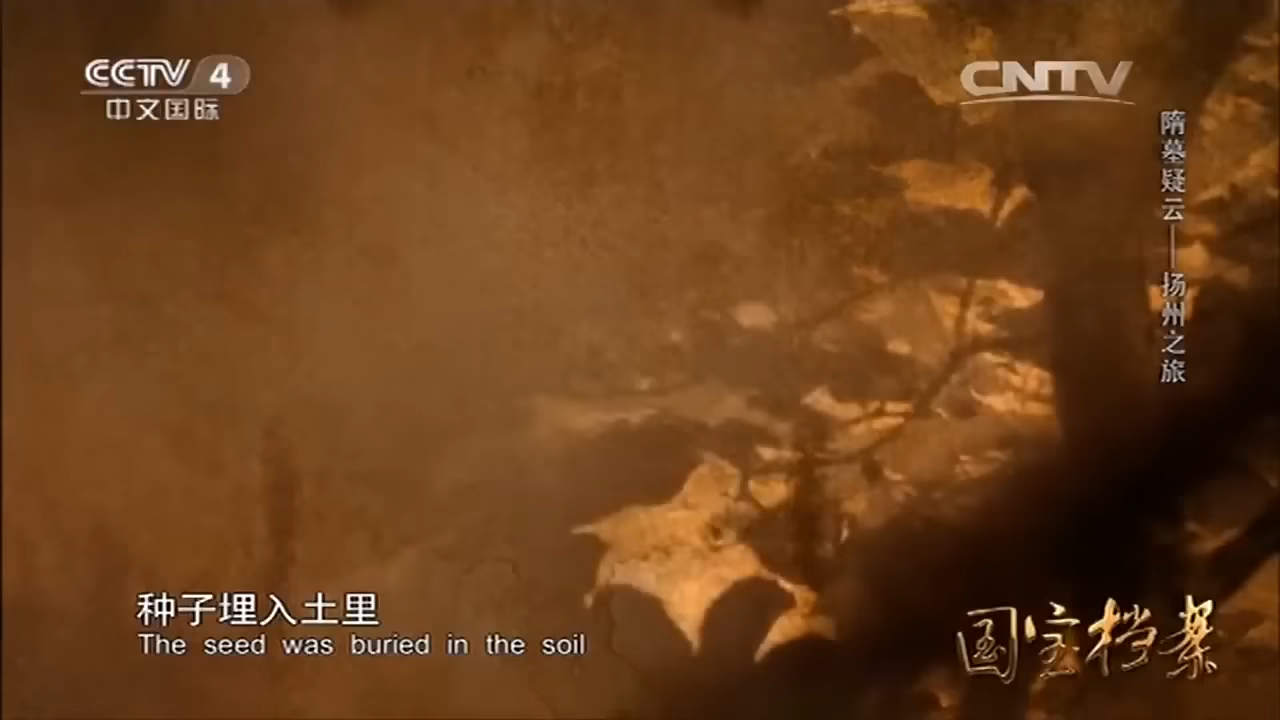 CCTV 4
中文国际
CNTV
隋墓疑云——扬州之旅
种子埋入土里
The seed was buried in the soil
国宝档案